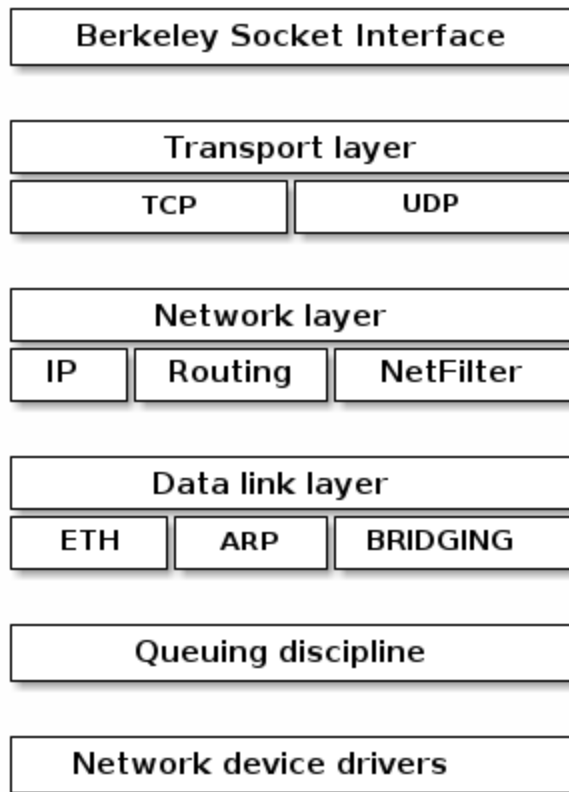 Berkeley Socket Interface
Transport layer
TCP UDP
Network layer
IP Routing NetFilter
Data link layer
ETH ARP BRIDGING
Queuing discipline
Network device drivers